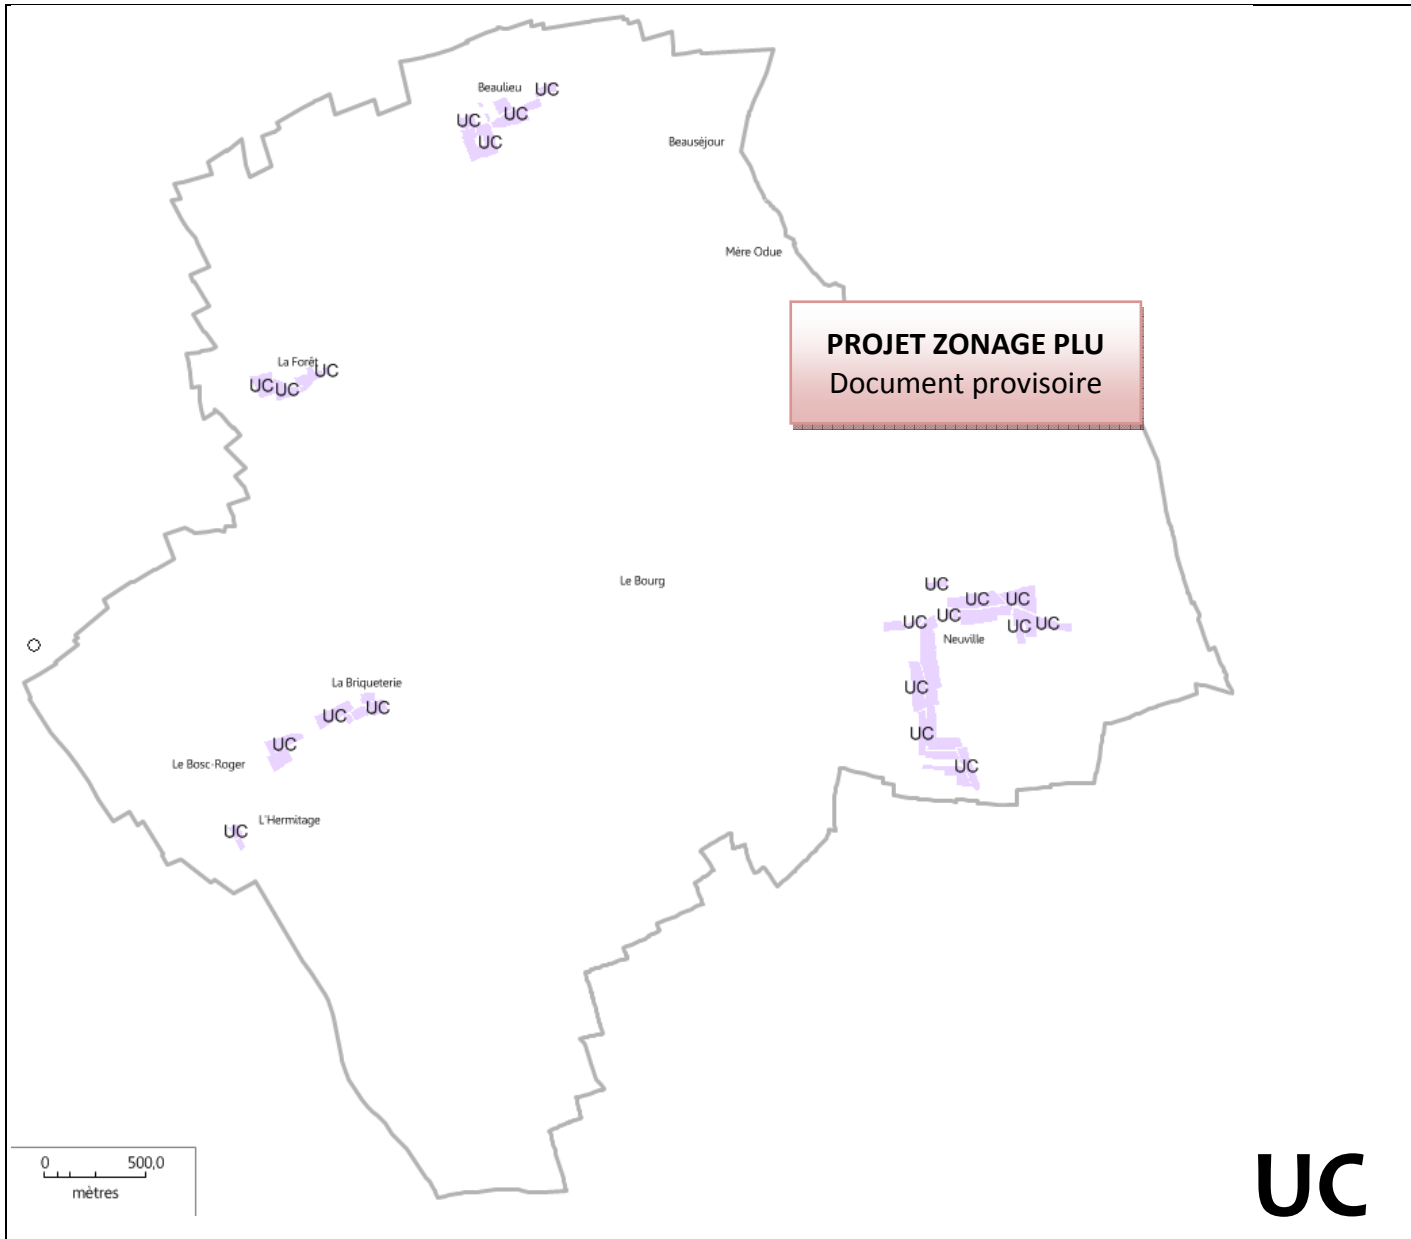 Beaulieu UC
UC UC
UC
Beauséjour
Mère Odue
PROJET ZONAGE PLU
Document provisoire
La Forêt UC
UC UC
Le Bourg
UC
UC UC
UC UC
UC UC
Neuville
La Briqueterie
UC
UC UC
UC
UC
Le Bosc-Roger
UC
L'Hermitage
UC
0 500,0
mètres
UC